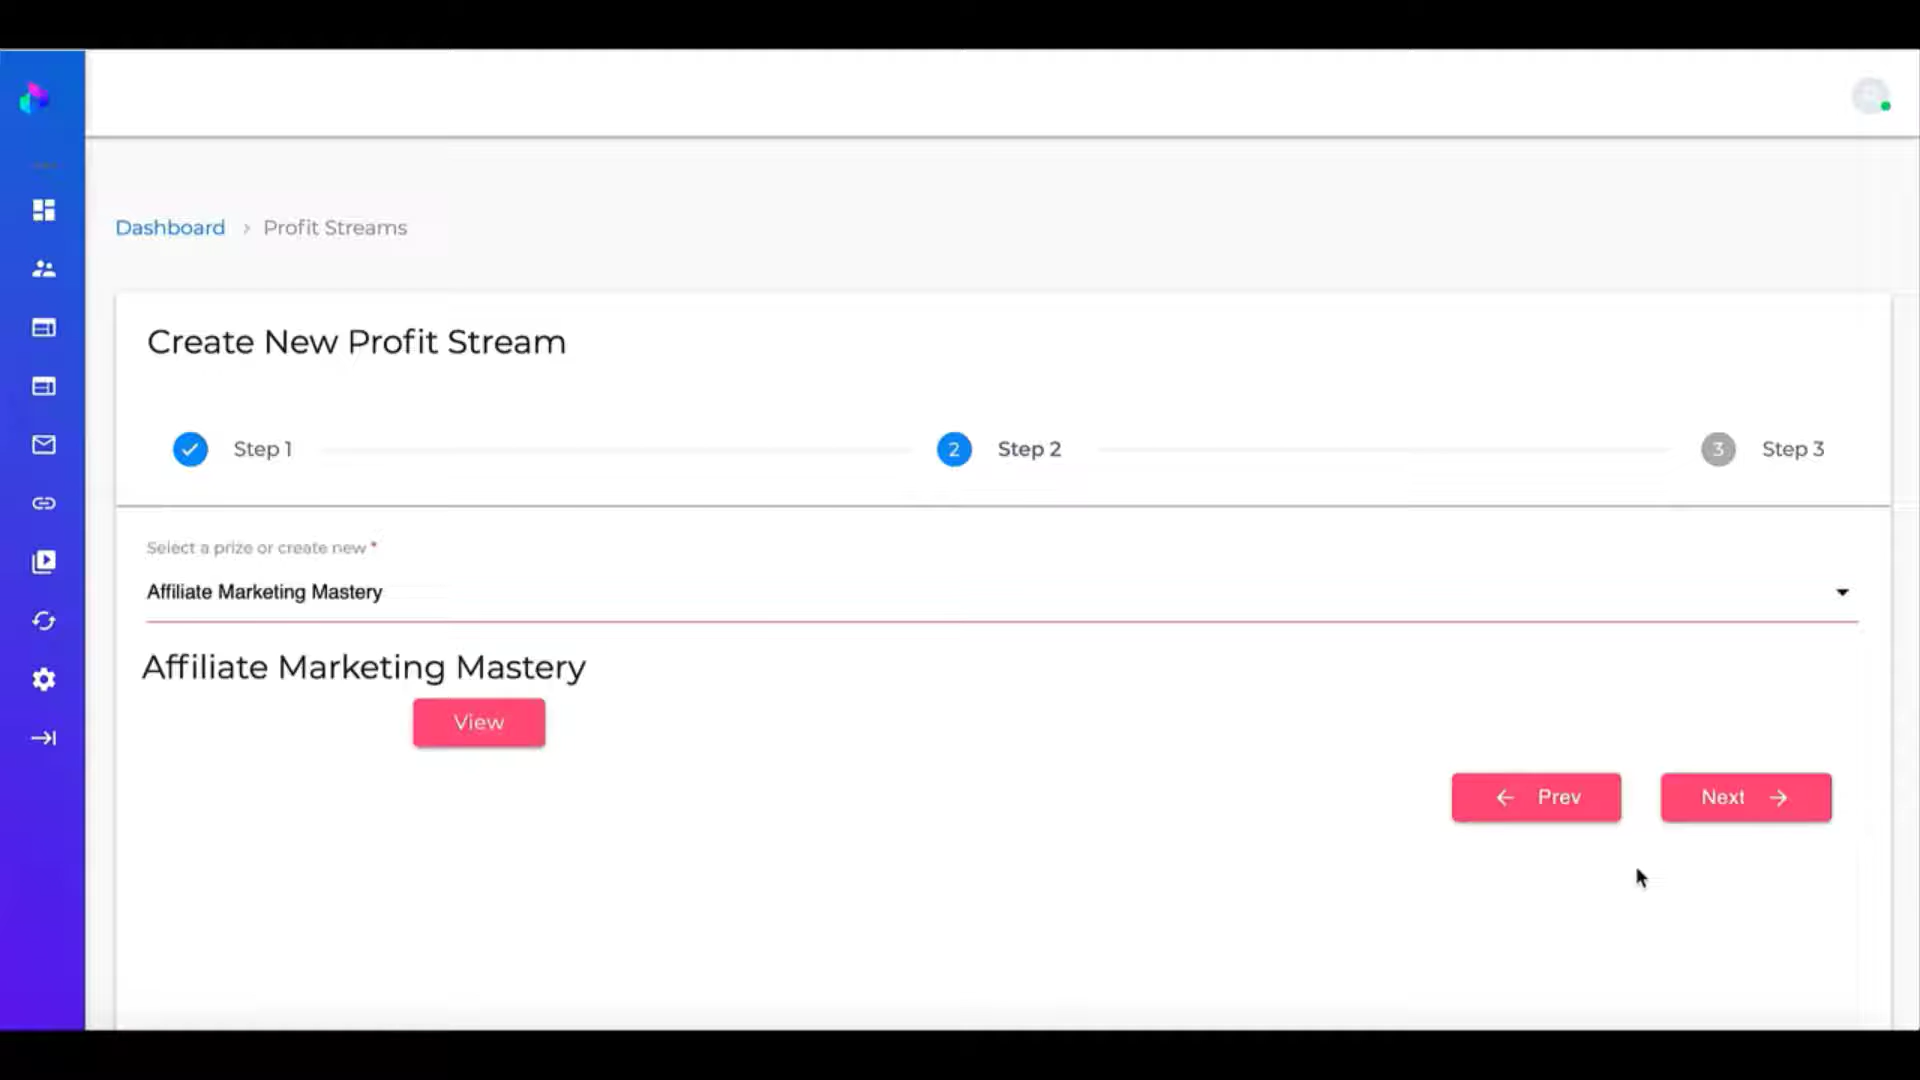 Dashboard > Profit Streams
Create New Profit Stream
Step 1
2 Step 2
3 Step 3
Select a prize or create new *
Affiliate Marketing Mastery
Affiliate Marketing Mastery
View
← Prev
Next →